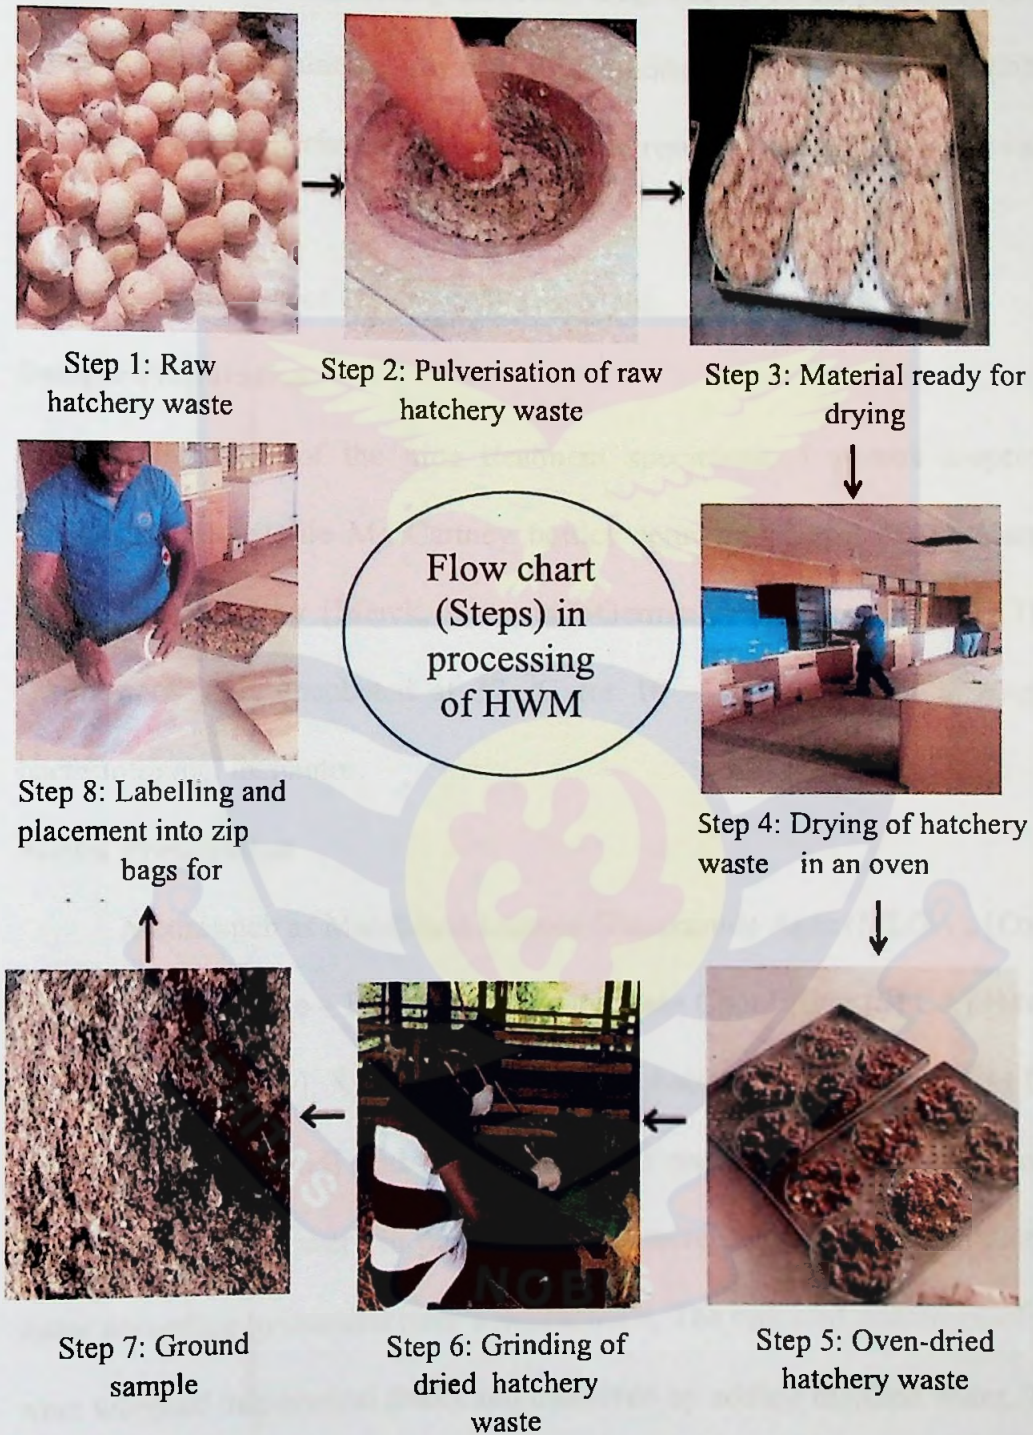 Step 1: Raw
hatchery waste
Step 2: Pulverisation of raw
hatchery waste
Step 3: Material ready for
drying
Flow chart
(Steps) in
processing
of HWM
Step 4: Drying of hatchery
waste in an oven
Step 5: Oven-dried
hatchery waste
Step 6: Grinding of
dried hatchery
waste
Step 7: Ground
sample
Step 8: Labelling and
placement into zip
bags for